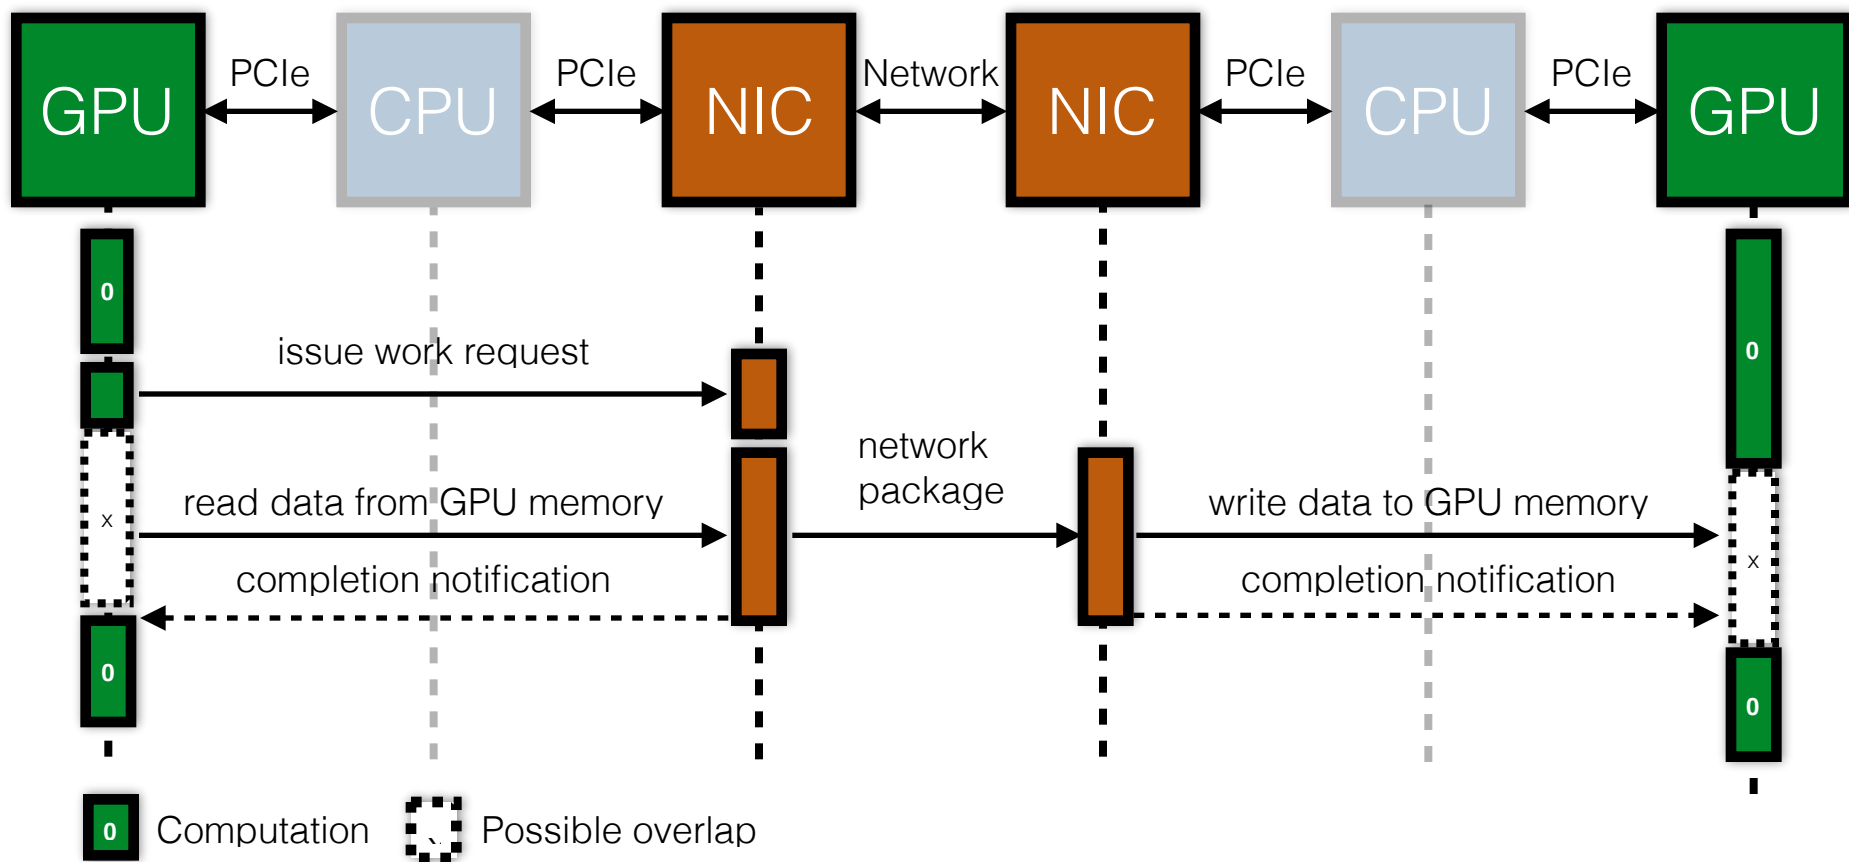 PCIe PCIe Network PCIe PCIe
GPU CPU NIC NIC CPU GPU
0
issue work request
0
network
package
read data from GPU memory
write data to GPU memory
x
x
completion notification
completion notification
0
0
0 Computation
x Possible overlap